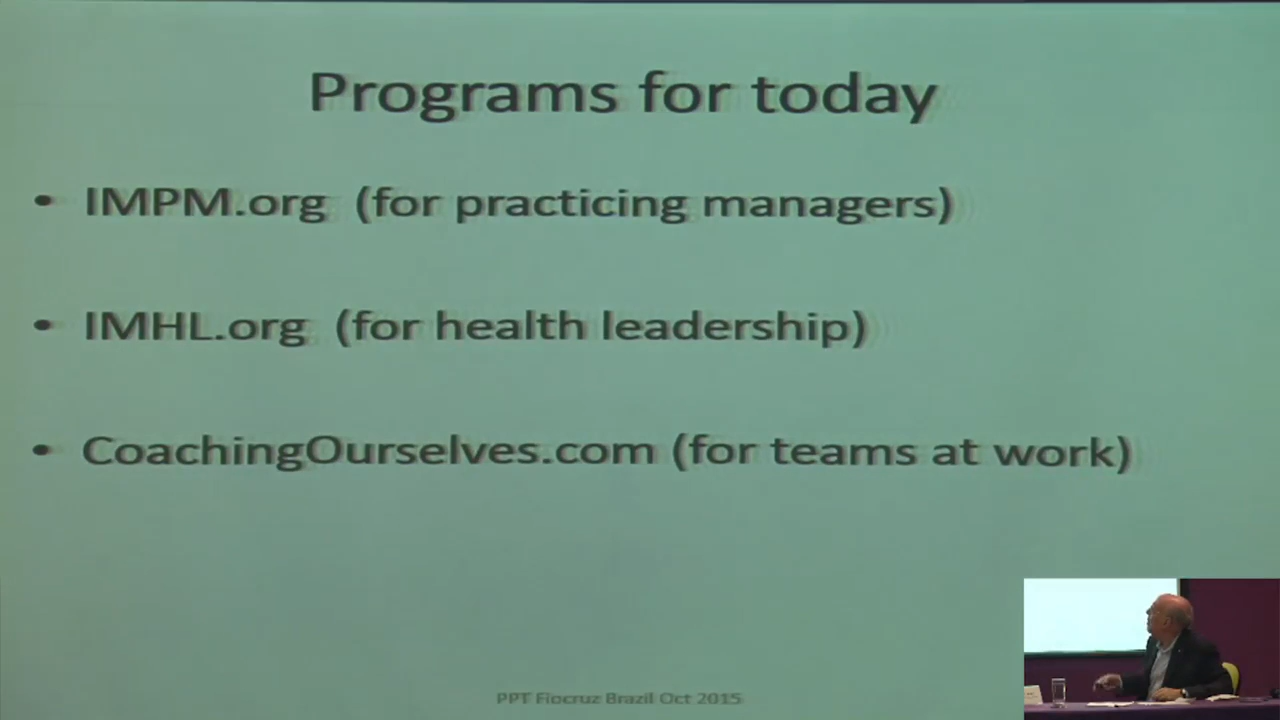 Programs for today
• IMPM.org (for practicing managers)
• IMHL.org (for health leadership)
• CoachingOurselves.com (for teams at work)
PPT Fiocruz Brazil Oct 2015